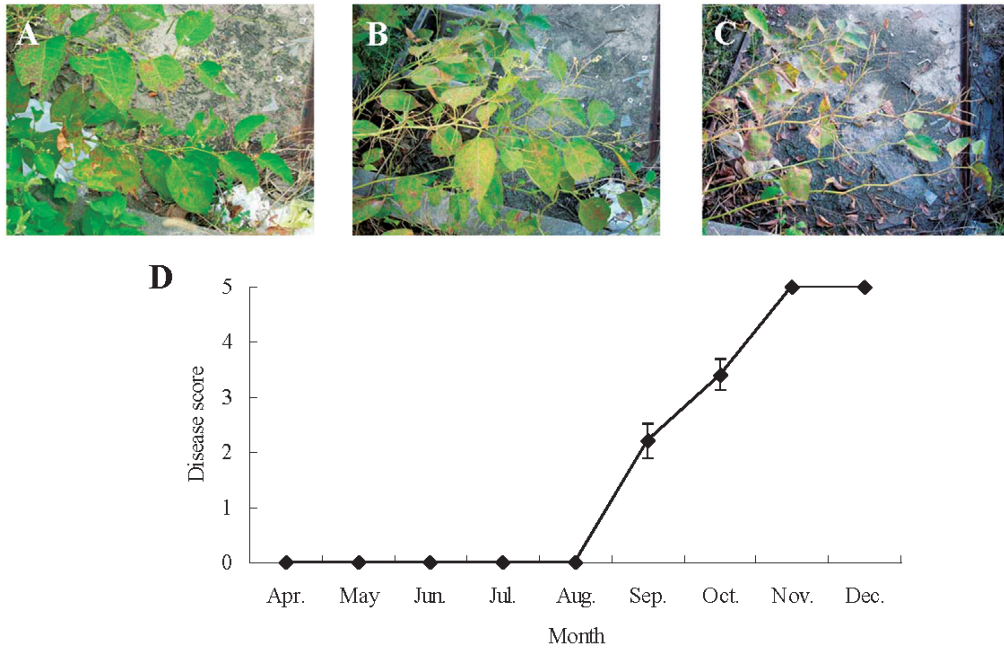 A
B
C
D
5
4
3
2
1
0
Disease score
Apr. May Jun. Jul. Aug. Sep. Oct. Nov. Dec.
Month